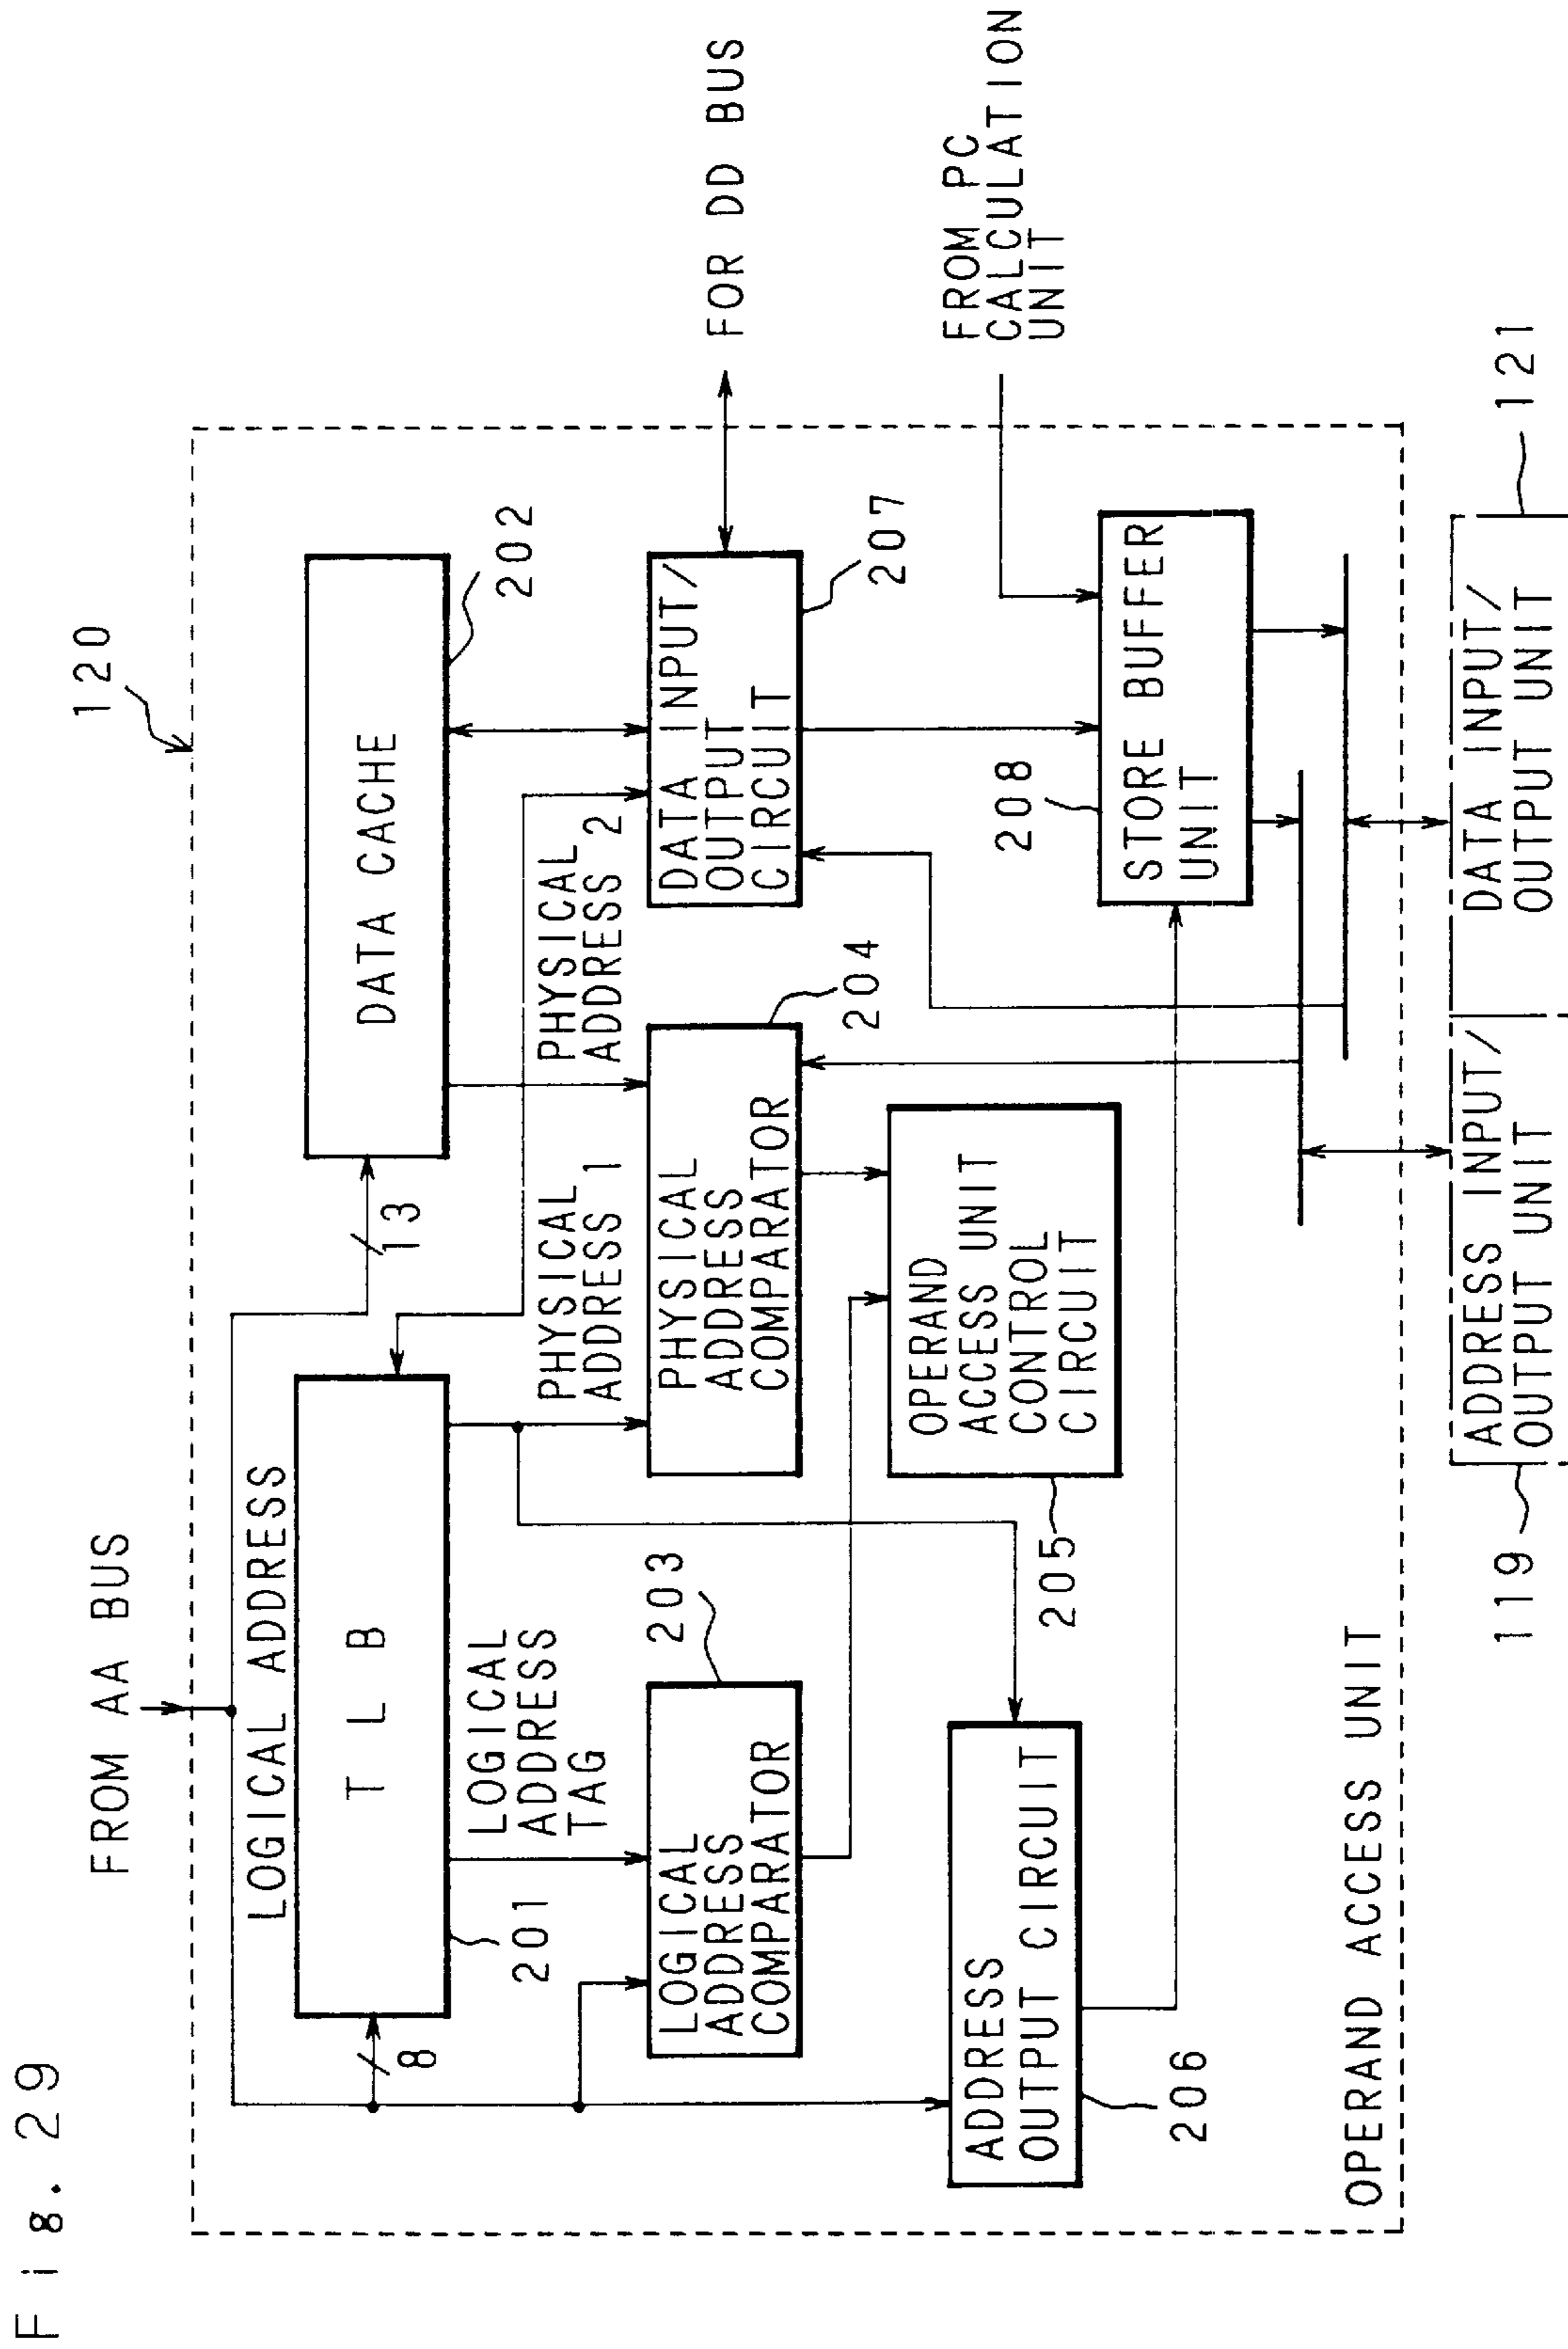 Fig. 29
FROM AA BUS
120
LOGICAL ADDRESS
T L B
DATA CACHE
8
13
201
202
LOGICAL
ADDRESS
TAG
PHYSICAL
ADDRESS 1
PHYSICAL
ADDRESS 2
203
LOGICAL
ADDRESS
COMPARATOR
PHYSICAL
ADDRESS
COMPARATOR
204
DATA INPUT/
OUTPUT
CIRCUIT
207
FOR DD BUS
OPERAND
ACCESS UNIT
CONTROL
CIRCUIT
205
ADDRESS
OUTPUT CIRCUIT
206
FROM PC
CALCULATION
UNIT
208
STORE BUFFER
UNIT
OPERAND ACCESS UNIT
119
ADDRESS INPUT/
OUTPUT UNIT
DATA INPUT/
OUTPUT UNIT
121